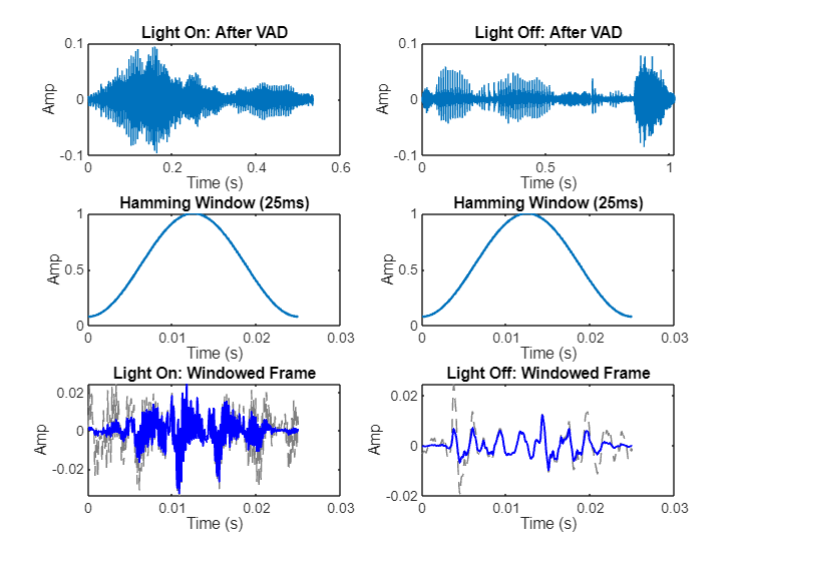 Light On: After VAD
0.1
0
-0.1
Amp
0
0.2
0.4
0.6
Time (s)
Light Off: After VAD
0.1
0
-0.1
Amp
0
0.5
1
Time (s)
Hamming Window (25ms)
1
0.5
0
Amp
0
0.01
0.02
0.03
Time (s)
Hamming Window (25ms)
1
0.5
0
Amp
0
0.01
0.02
0.03
Time (s)
Light On: Windowed Frame
0.02
0
-0.02
Amp
0
0.01
0.02
0.03
Time (s)
Light Off: Windowed Frame
0.02
0
-0.02
Amp
0
0.01
0.02
0.03
Time (s)